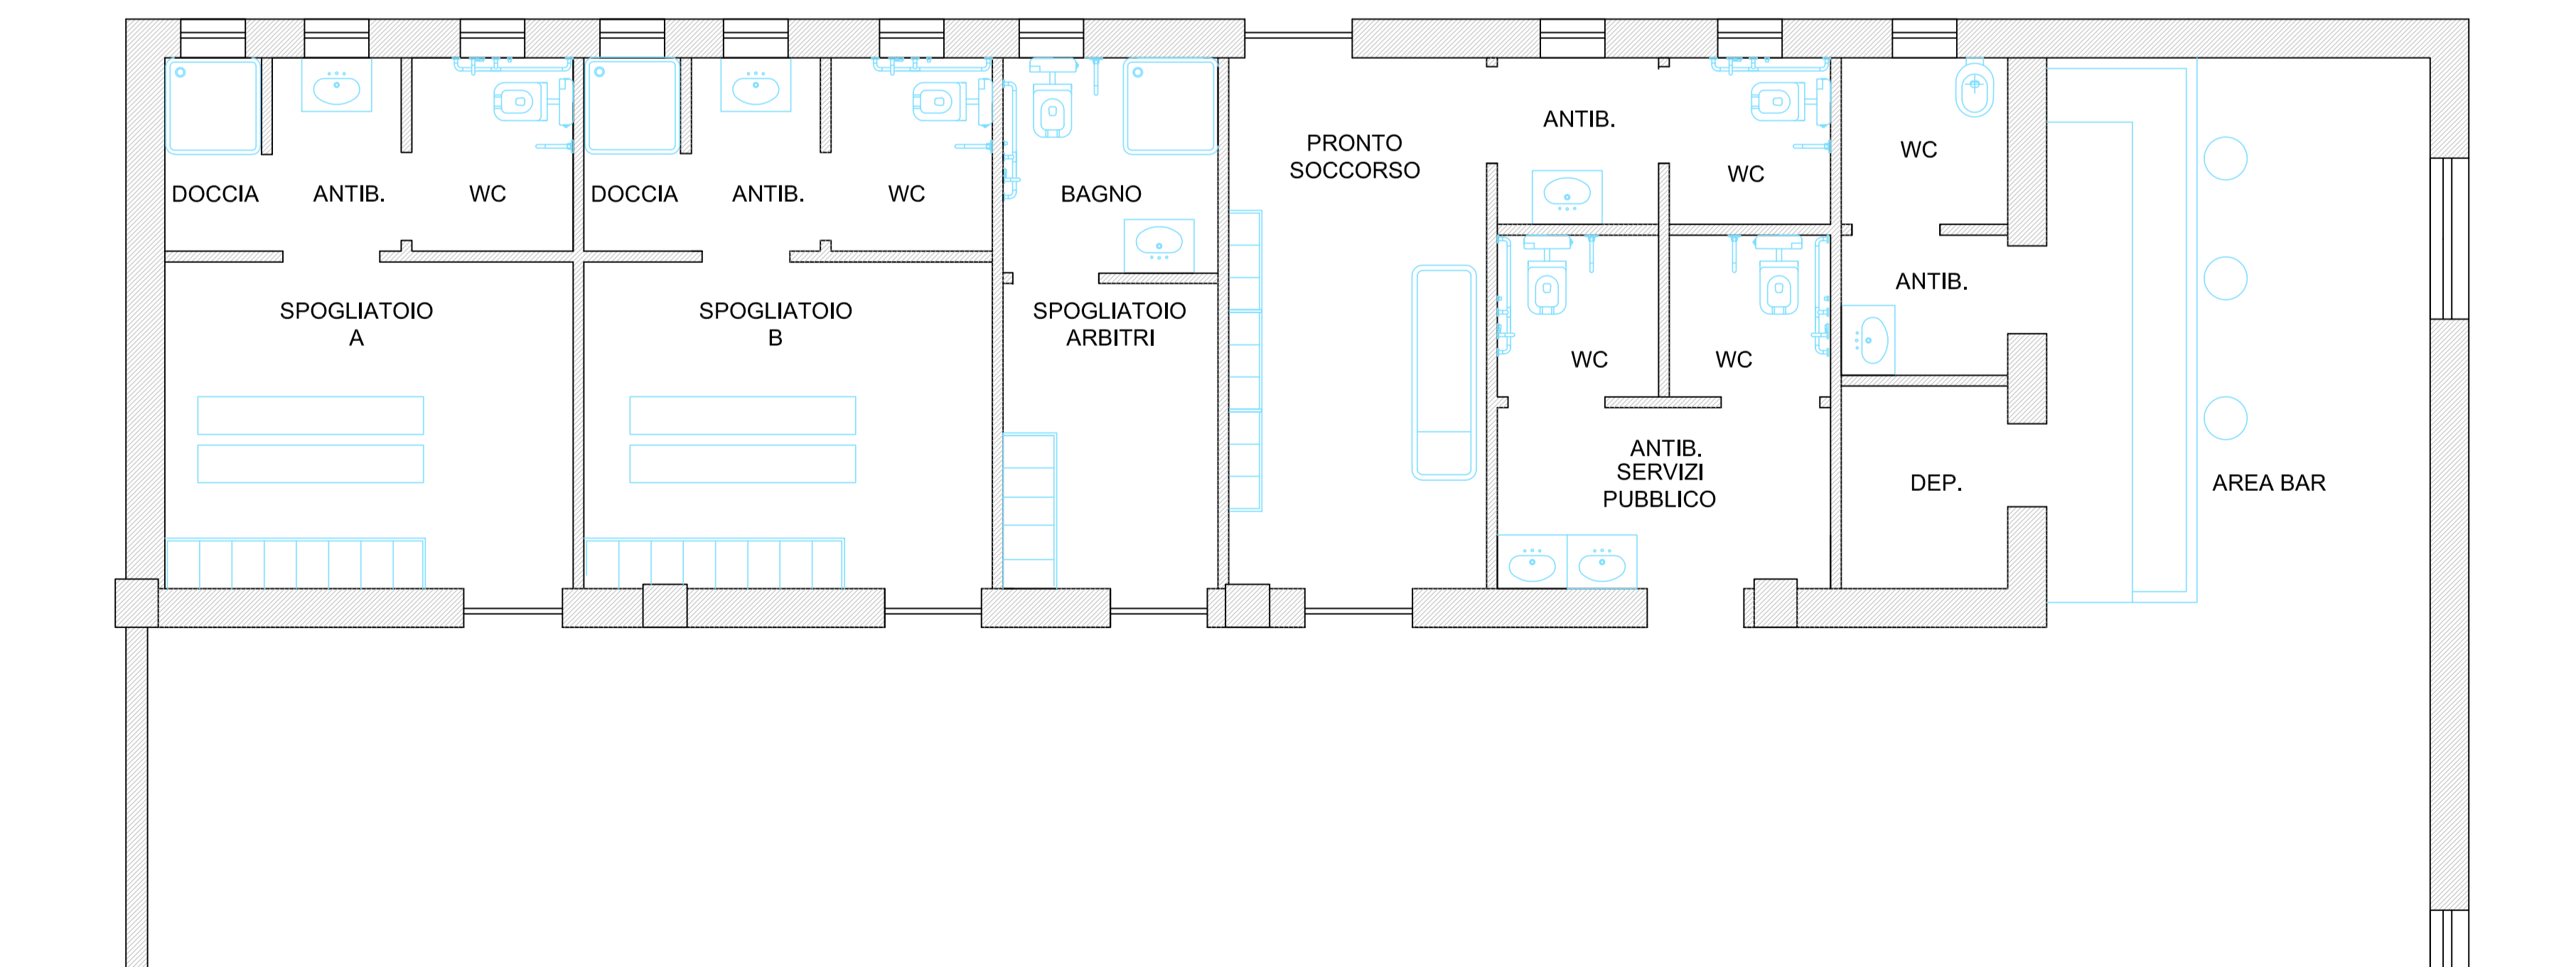 DOCCIA
ANTIB.
WC
DOCCIA
ANTIB.
WC
BAGNO
PRONTO
SOCCORSO
ANTIB.
WC
WC
ANTIB.
SPOGLIATOIO
A
SPOGLIATOIO
B
SPOGLIATOIO
ARBITRI
WC
WC
ANTIB.
SERVIZI
PUBBLICO
DEP.
AREA BAR